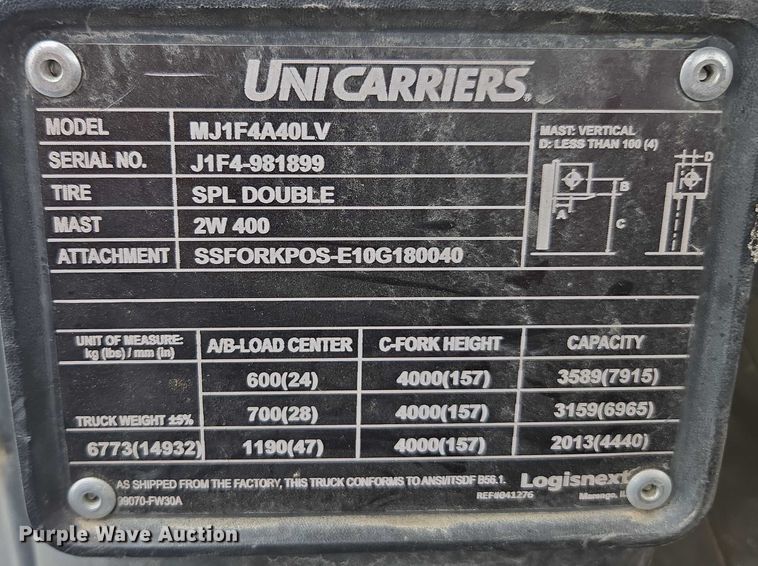 UNICARRIERS®
MODEL MJ1F4A40LV
SERIAL NO. J1F4-981899
TIRE SPL DOUBLE
MAST 2W 400
ATTACHMENT SSFORKPOS-E10G180040
MAST: VERTICAL
D: LESS THAN 100 (4)
D
B
A
C
UNIT OF MEASURE:
kg (lbs) / mm (in)
A/B-LOAD CENTER C-FORK HEIGHT CAPACITY
600(24) 4000(157) 3589(7915)
TRUCK WEIGHT ±5% 700(28) 4000(157) 3159(6965)
6773(14932) 1190(47) 4000(157) 2013(4440)
AS SHIPPED FROM THE FACTORY, THIS TRUCK CONFORMS TO ANSI/ITSDF B56.1.
99070-FW30A
REF#041276
Logisnext
Marengo,
Purple Wave Auction